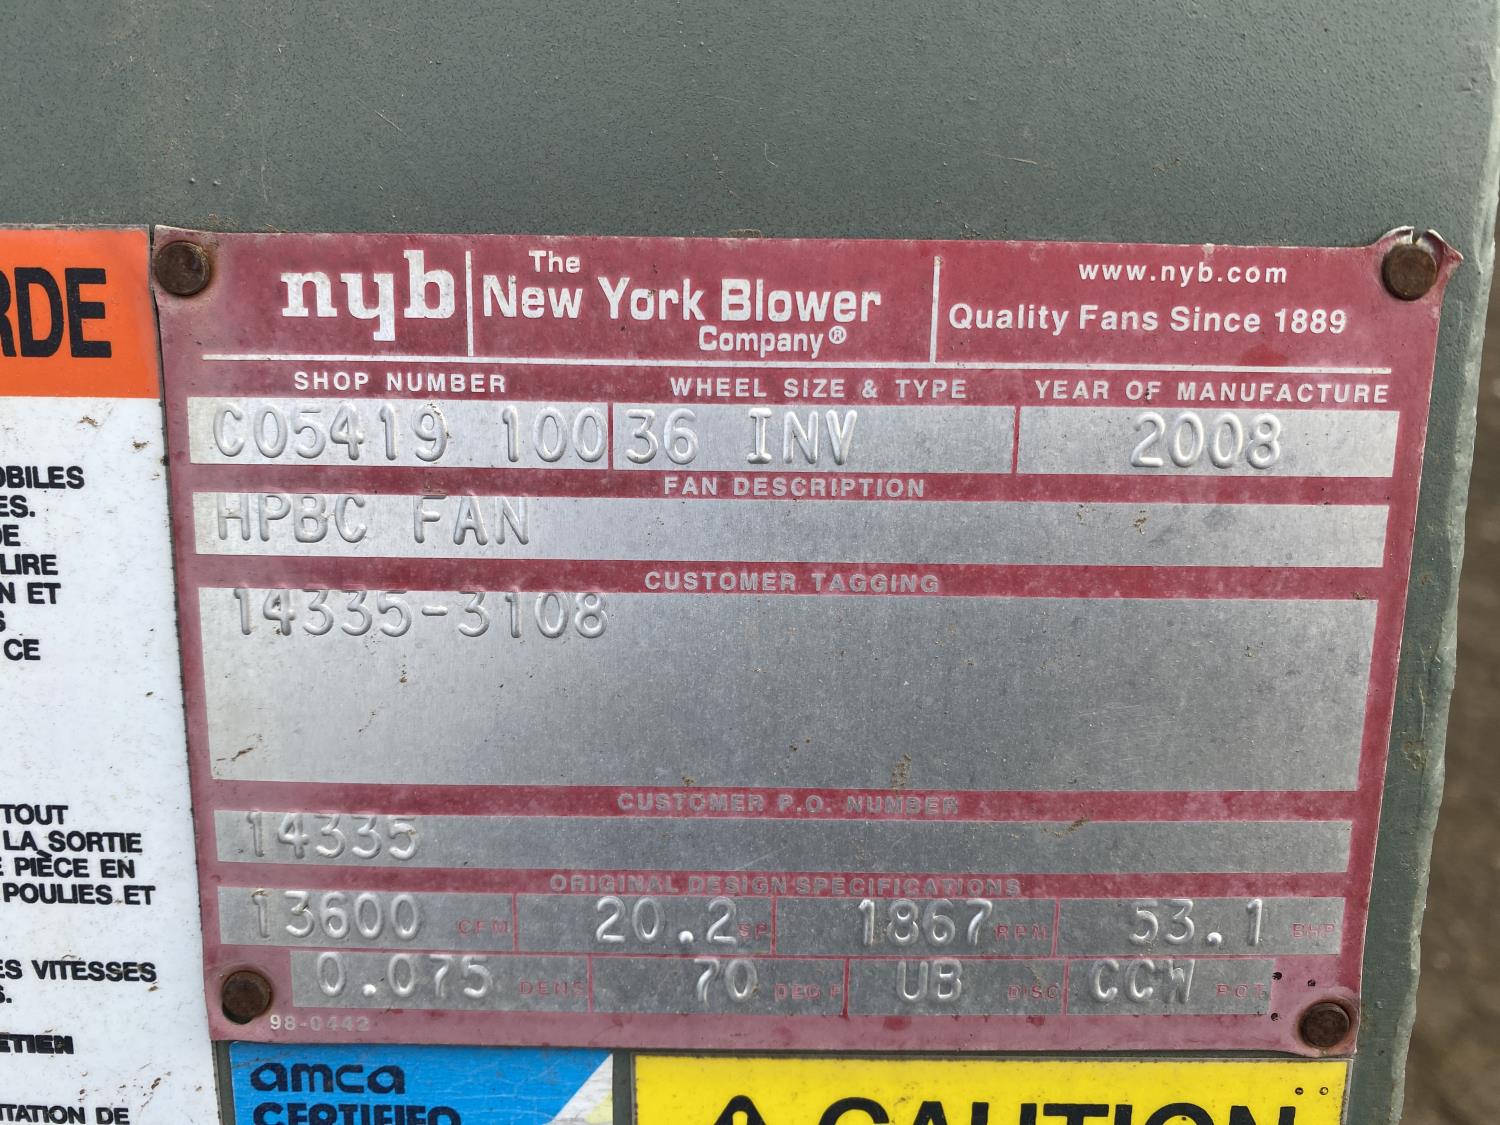 RDE
OBILES
ES.
DE
LIRE
N ET
S
CE
TOUT
LA SORTIE
E PIÈCE EN
POULIES ET
ES VITESSES
S.
ETIEN
TATION DE
nyb The
New York Blower
Company®
www.nyb.com
Quality Fans Since 1889
SHOP NUMBER WHEEL SIZE & TYPE YEAR OF MANUFACTURE
C05419 100 36 INV 2008
FAN DESCRIPTION
HPBC FAN
CUSTOMER TAGGING
14335-3108
CUSTOMER P.O. NUMBER
14335
ORIGINAL DESIGN SPECIFICATIONS
13600 CFM 20.2 SP 1867 RPM 53.1 BHP
0.075 DENS 70 DEG F UB DISC CCW ROT
98-0442
amca
CERTIFIED
CAUTION